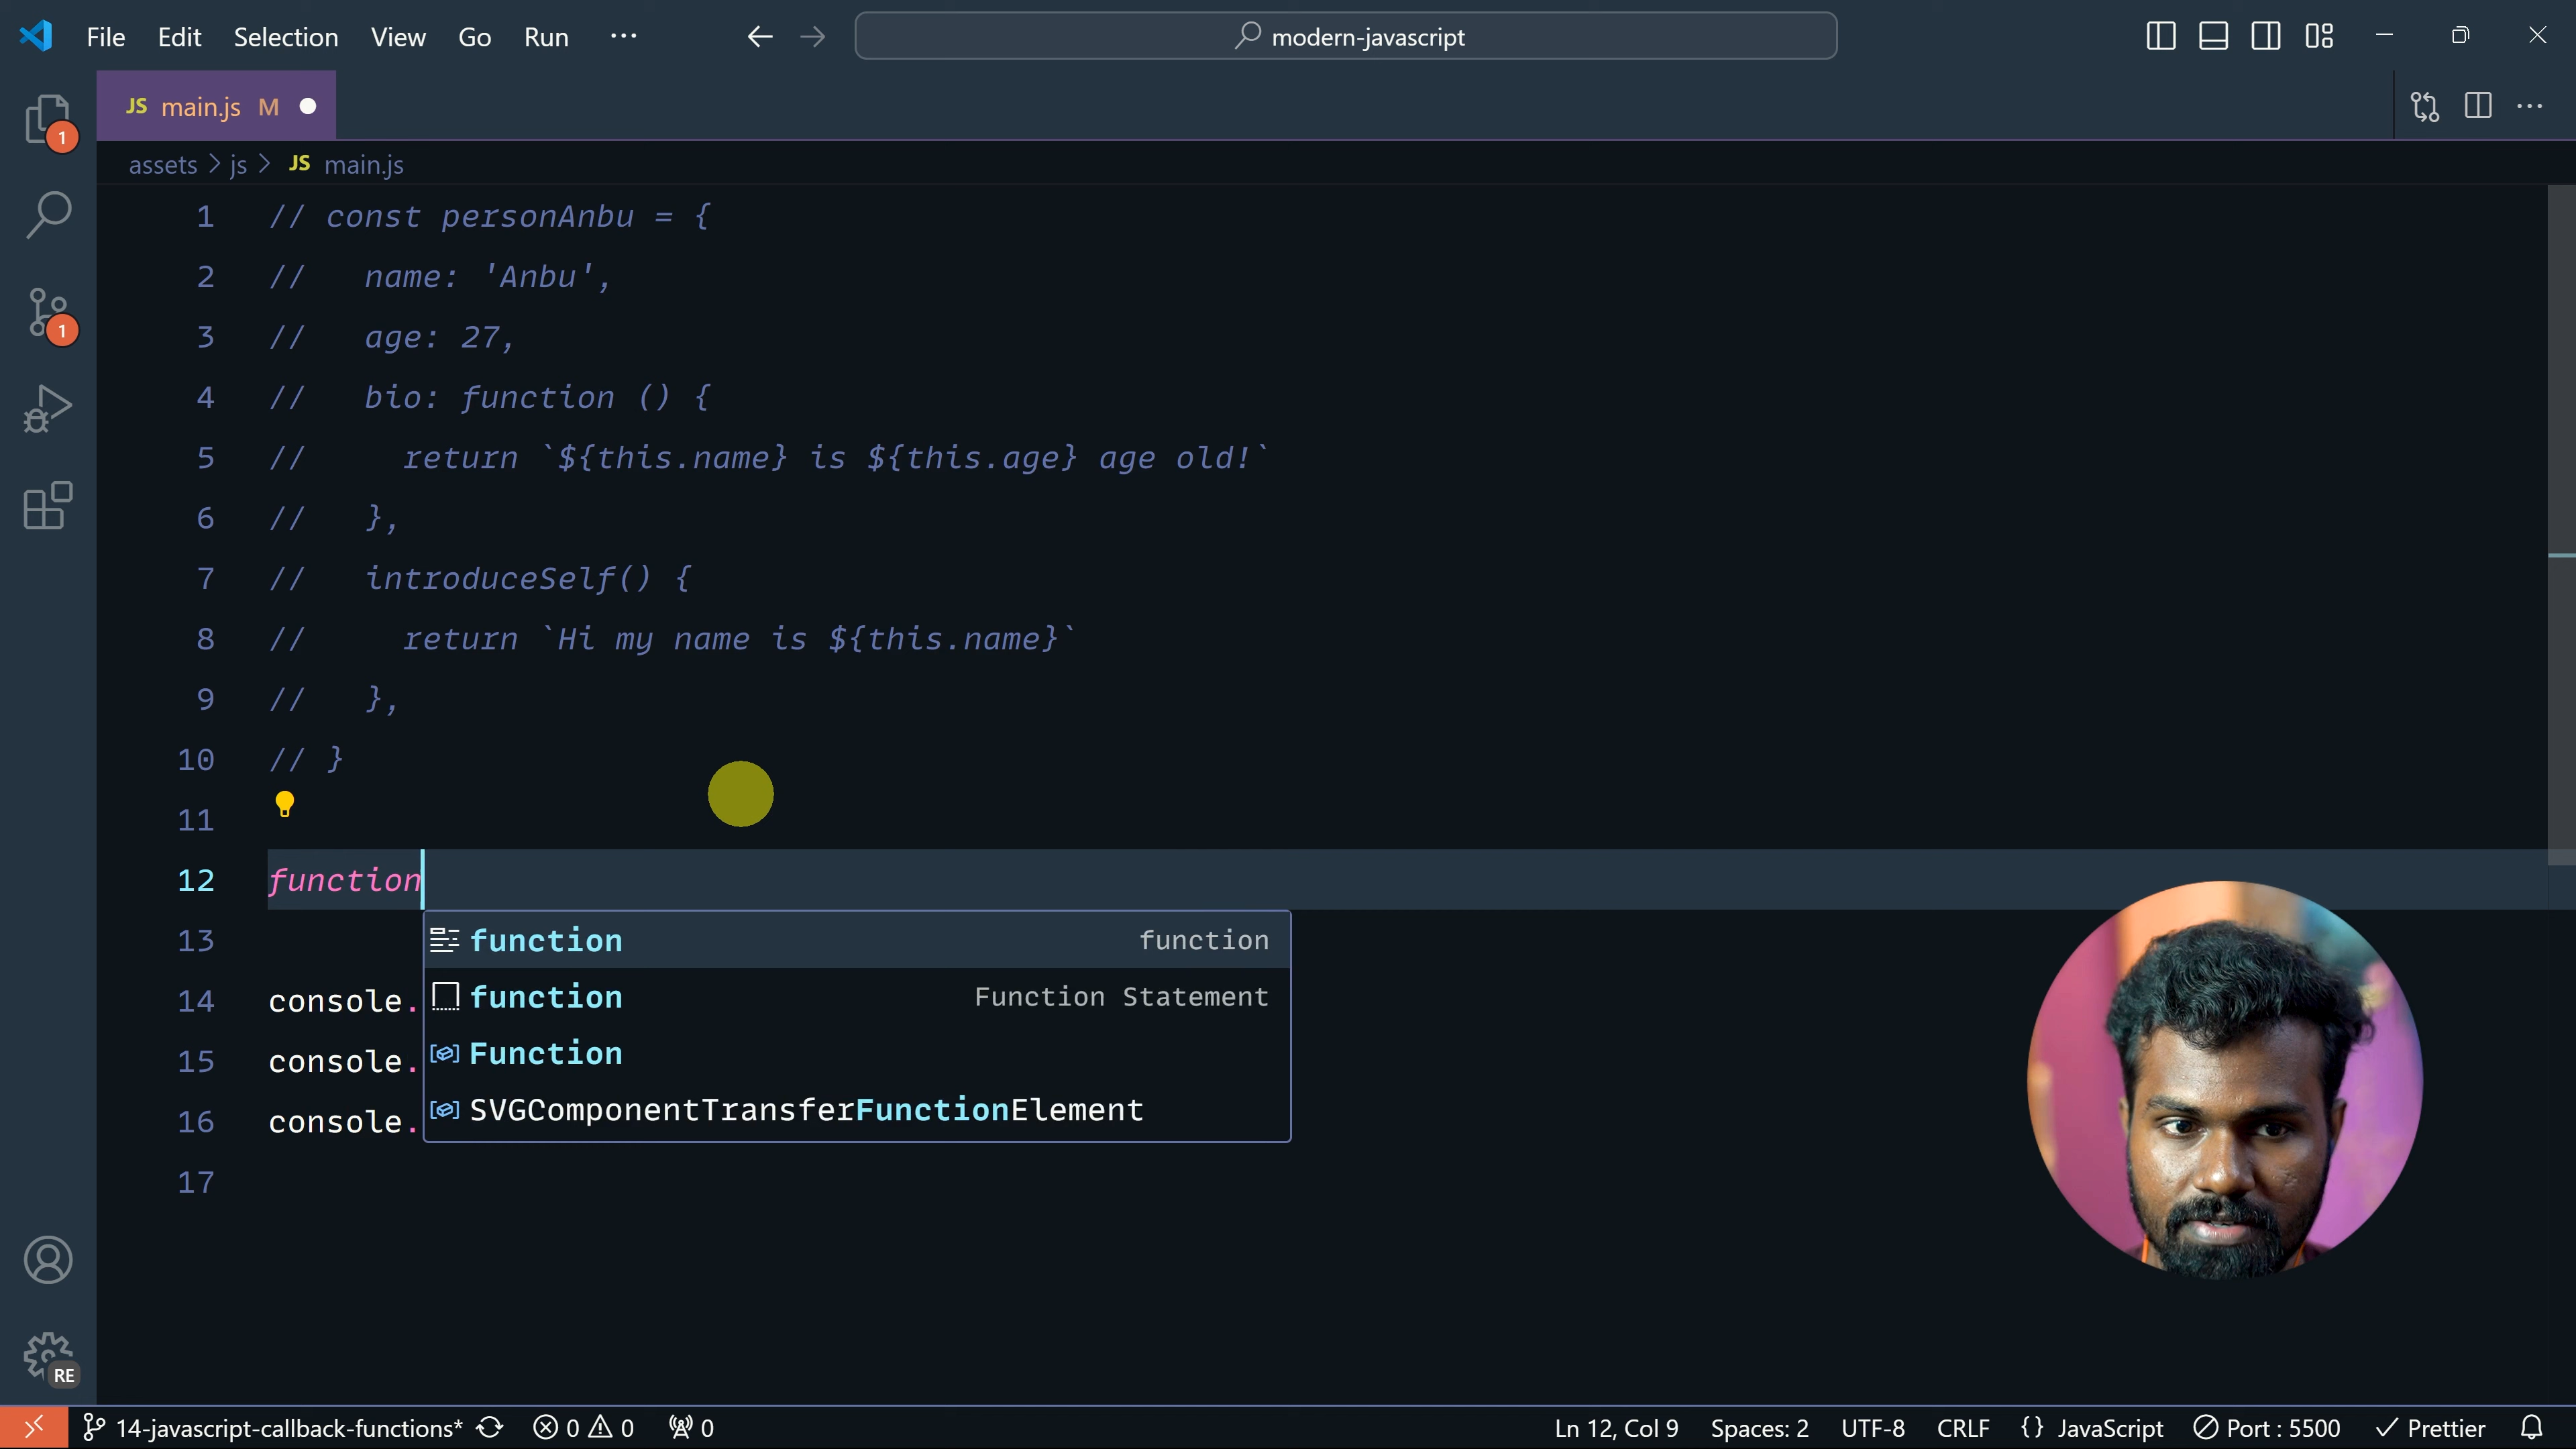 File Edit Selection View Go Run ···
modern-javascript
JS main.js M
assets > js > JS main.js
1 // const personAnbu = {
2 //   name: 'Anbu',
3 //   age: 27,
4 //   bio: function () {
5 //     return `${this.name} is ${this.age} age old!`
6 //   },
7 //   introduceSelf() {
8 //     return `Hi my name is ${this.name}`
9 //   },
10 // }
11
12 function
function function
13
function Function Statement
14 console.
Function
15 console.
SVGComponentTransferFunctionElement
16 console.
17
1
1
RE
14-javascript-callback-functions* 0 0 0 Ln 12, Col 9 Spaces: 2 UTF-8 CRLF {} JavaScript Port : 5500 Prettier